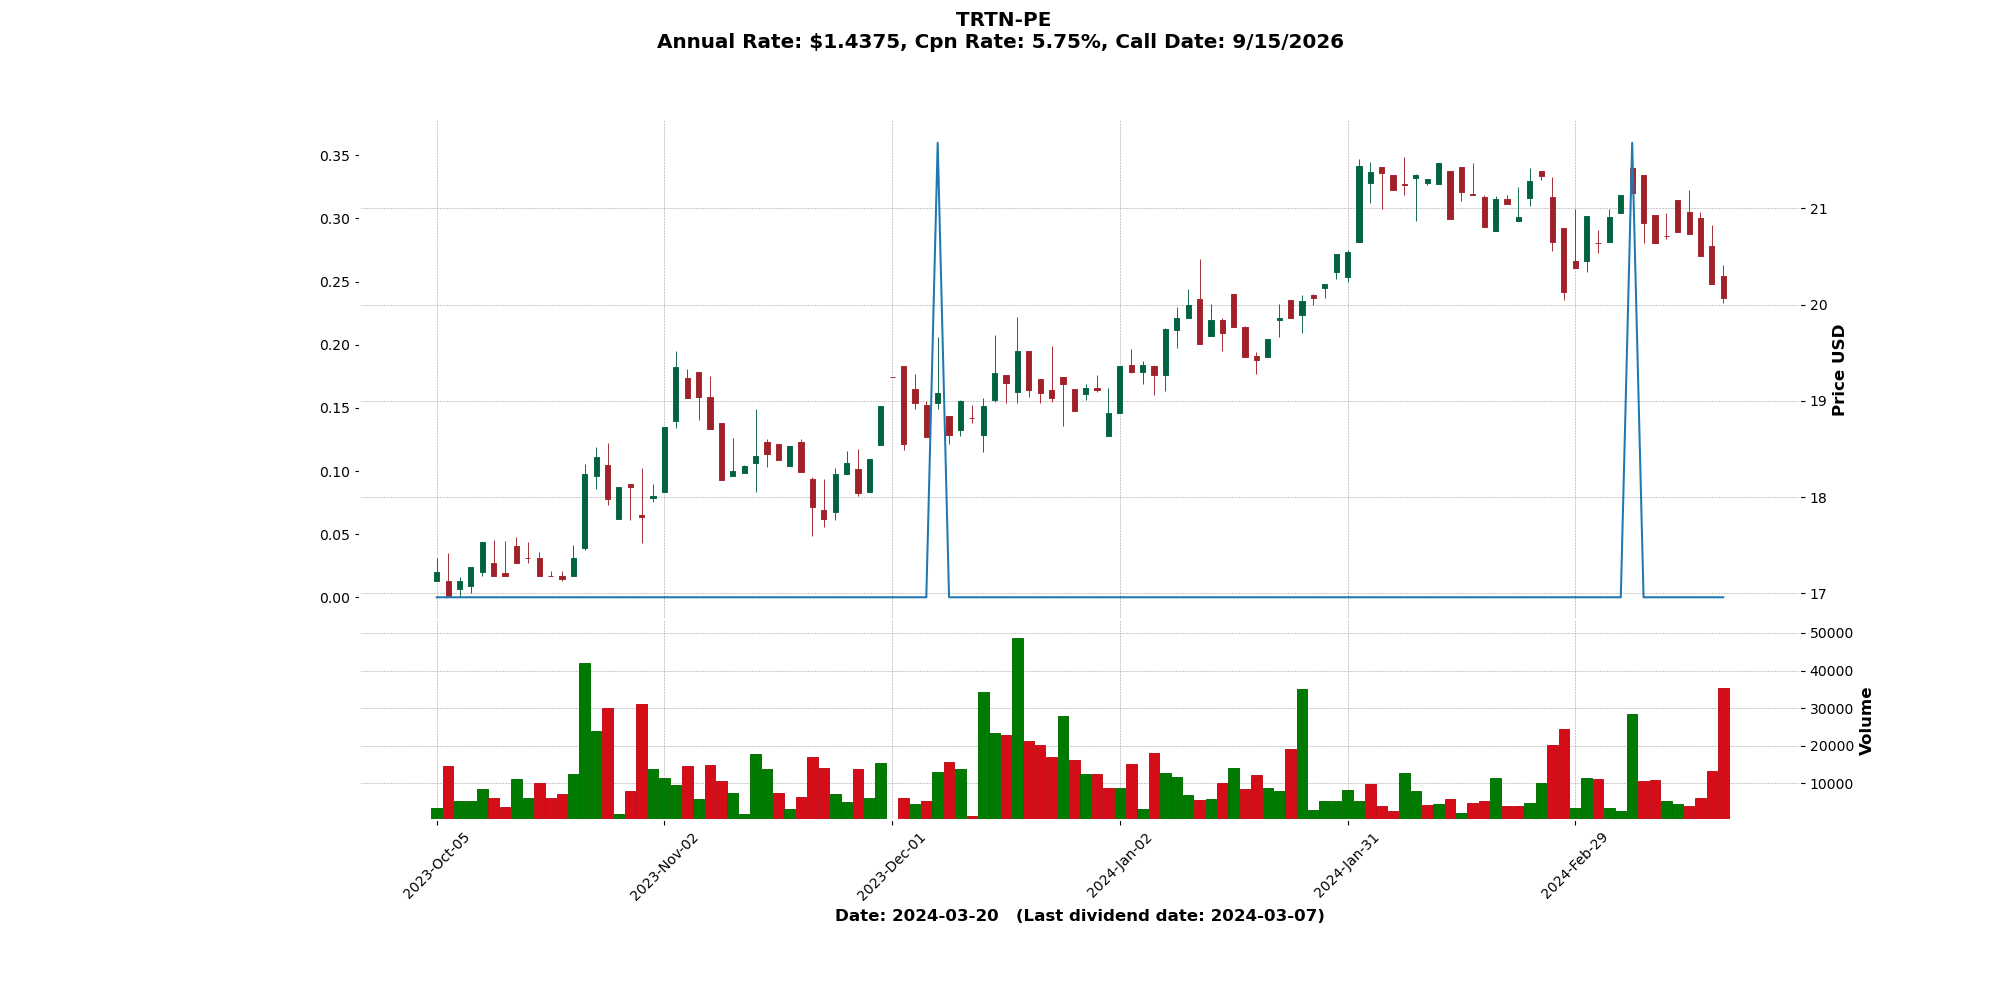 TRTN-PE
Annual Rate: $1.4375, Cpn Rate: 5.75%, Call Date: 9/15/2026
0.35
0.30
0.25
0.20
0.15
0.10
0.05
0.00
21
20
19
18
17
Price USD
50000
40000
30000
20000
10000
Volume
2023-Oct-05
2023-Nov-02
2023-Dec-01
2024-Jan-02
2024-Jan-31
2024-Feb-29
Date: 2024-03-20 (Last dividend date: 2024-03-07)